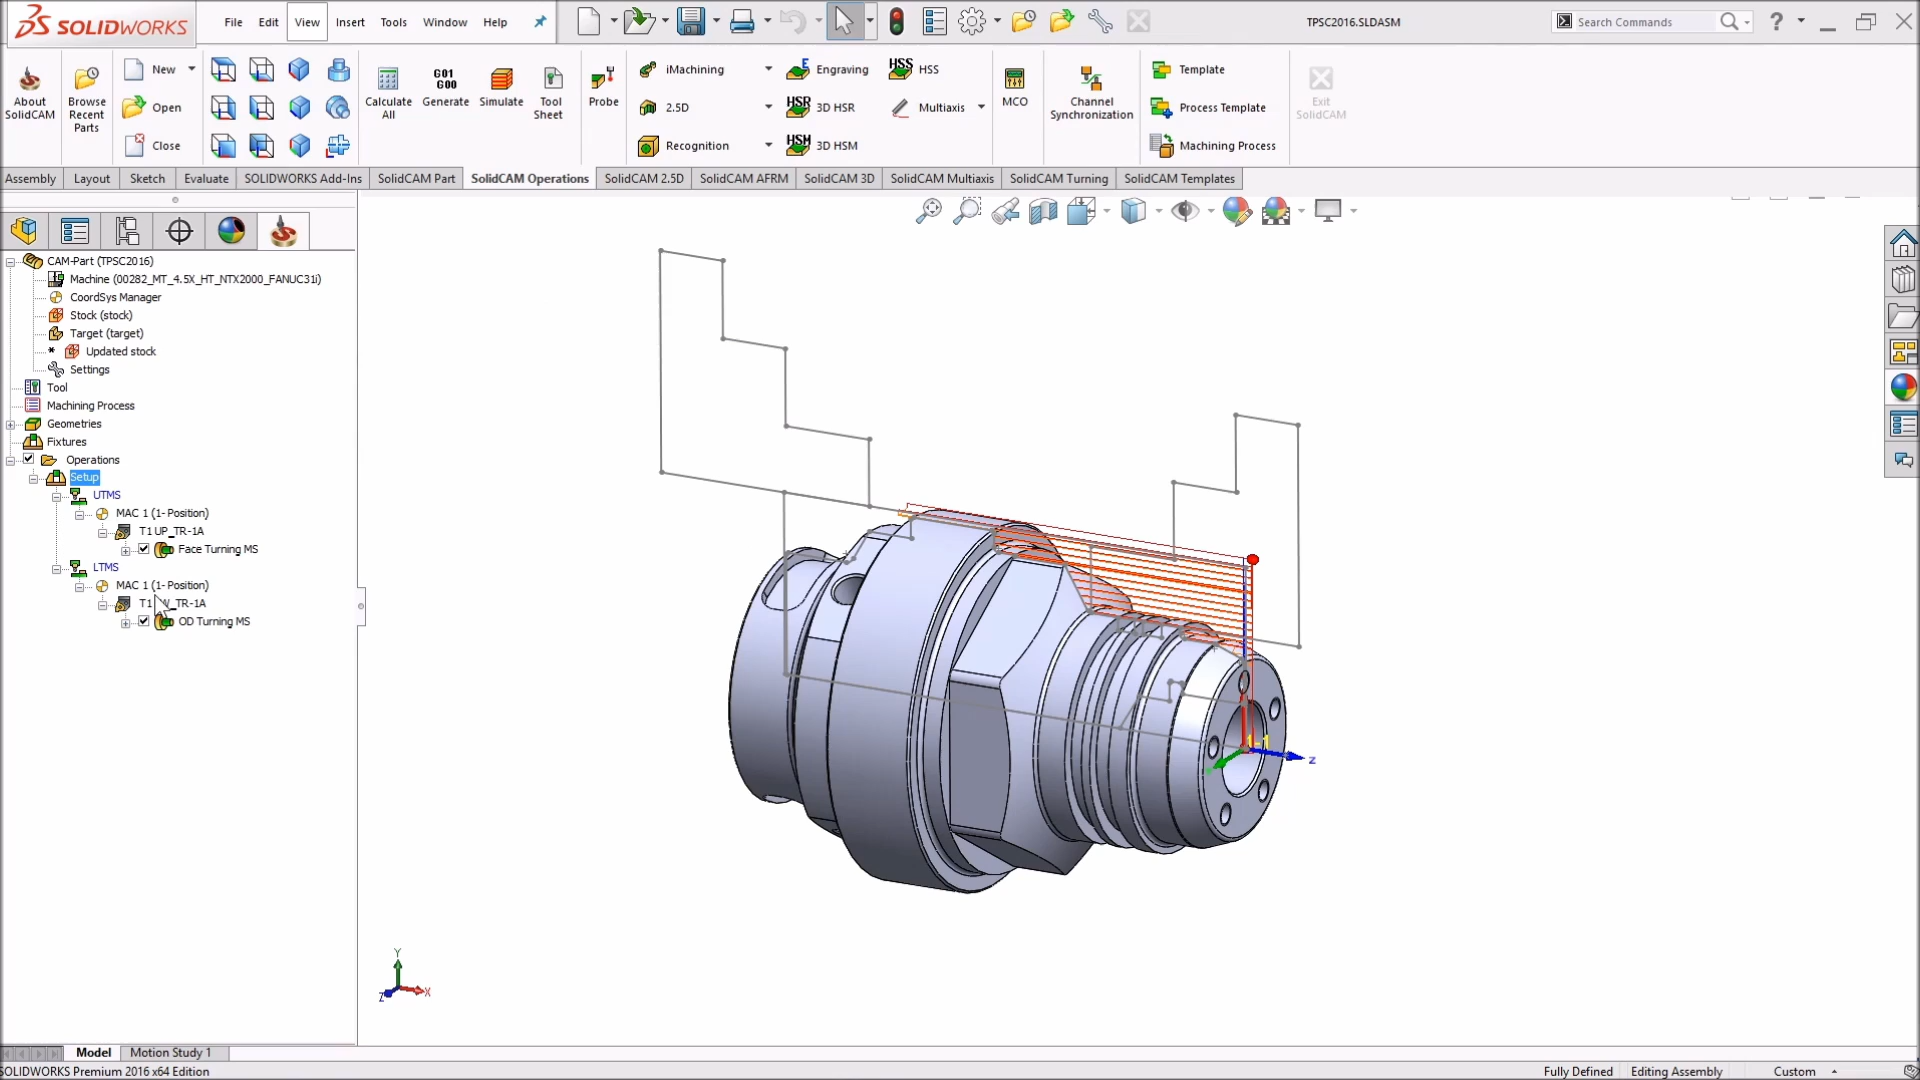 SOLIDWORKS
File Edit View Insert Tools Window Help
TPSC2016.SLDASM
Search Commands
?
About SolidCAM
Browse Recent Parts
New
Open
Close
Calculate All
G01 G00
Generate
Simulate
Tool Sheet
Probe
iMachining
2.5D
Recognition
Engraving
HSR 3D HSR
HSM 3D HSM
HSS HSS
Multiaxis
MCO
Channel Synchronization
Template
Process Template
Machining Process
Exit SolidCAM
Assembly Layout Sketch Evaluate SOLIDWORKS Add-Ins SolidCAM Part SolidCAM Operations SolidCAM 2.5D SolidCAM AFRM SolidCAM 3D SolidCAM Multiaxis SolidCAM Turning SolidCAM Templates
CAM-Part (TPSC2016)
Machine (00282_MT_4.5X_HT_NTX2000_FANUC31i)
CoordSys Manager
Stock (stock)
Target (target)
* Updated stock
Settings
Tool
Machining Process
Geometries
Fixtures
Operations
Setup
UTMS
MAC 1 (1- Position)
T1 UP_TR-1A
Face Turning MS
LTMS
MAC 1 (1- Position)
T1 _TR-1A
OD Turning MS
z
Y
X
Z
Model Motion Study 1
SOLIDWORKS Premium 2016 x64 Edition
Fully Defined Editing Assembly Custom